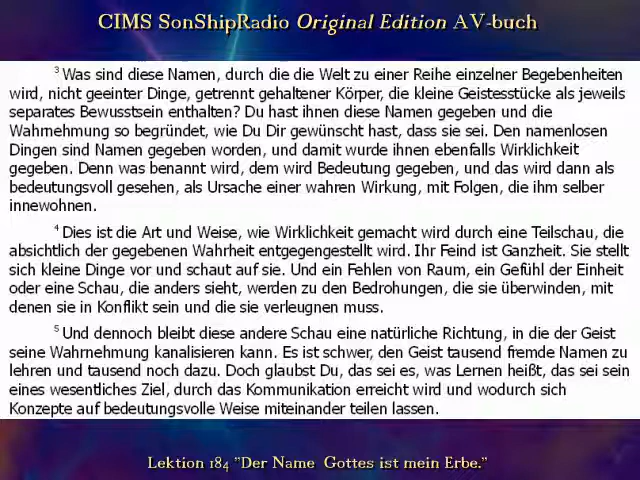 CIMS SonShipRadio Original Edition AV-buch
³ Was sind diese Namen, durch die die Welt zu einer Reihe einzelner Begebenheiten
wird, nicht geeinter Dinge, getrennt gehaltener Körper, die kleine Geistesstücke als jeweils
separates Bewusstsein enthalten? Du hast ihnen diese Namen gegeben und die
Wahrnehmung so begründet, wie Du Dir gewünscht hast, dass sie sei. Den namenlosen
Dingen sind Namen gegeben worden, und damit wurde ihnen ebenfalls Wirklichkeit
gegeben. Denn was benannt wird, dem wird Bedeutung gegeben, und das wird dann als
bedeutungsvoll gesehen, als Ursache einer wahren Wirkung, mit Folgen, die ihm selber
innewohnen.
⁴ Dies ist die Art und Weise, wie Wirklichkeit gemacht wird durch eine Teilschau, die
absichtlich der gegebenen Wahrheit entgegengestellt wird. Ihr Feind ist Ganzheit. Sie stellt
sich kleine Dinge vor und schaut auf sie. Und ein Fehlen von Raum, ein Gefühl der Einheit
oder eine Schau, die anders sieht, werden zu den Bedrohungen, die sie überwinden, mit
denen sie in Konflikt sein und die sie verleugnen muss.
⁵ Und dennoch bleibt diese andere Schau eine natürliche Richtung, in die der Geist
seine Wahrnehmung kanalisieren kann. Es ist schwer, den Geist tausend fremde Namen zu
lehren und tausend noch dazu. Doch glaubst Du, das sei es, was Lernen heißt, das sei sein
eines wesentliches Ziel, durch das Kommunikation erreicht wird und wodurch sich
Konzepte auf bedeutungsvolle Weise miteinander teilen lassen.
Lektion 184 "Der Name Gottes ist mein Erbe."